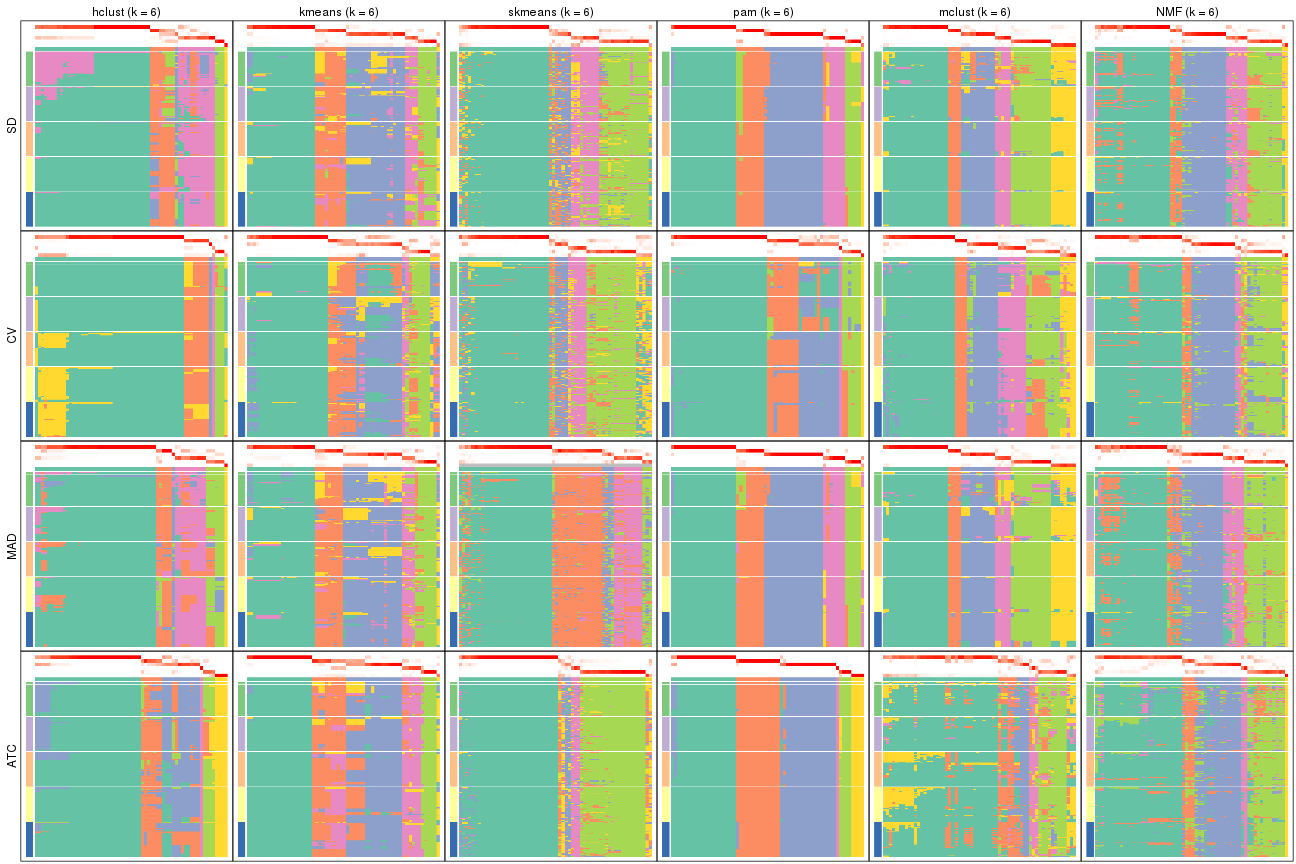 hclust (k = 6) kmeans (k = 6) skmeans (k = 6) pam (k = 6) mclust (k = 6) NMF (k = 6)
SD
CV
MAD
ATC